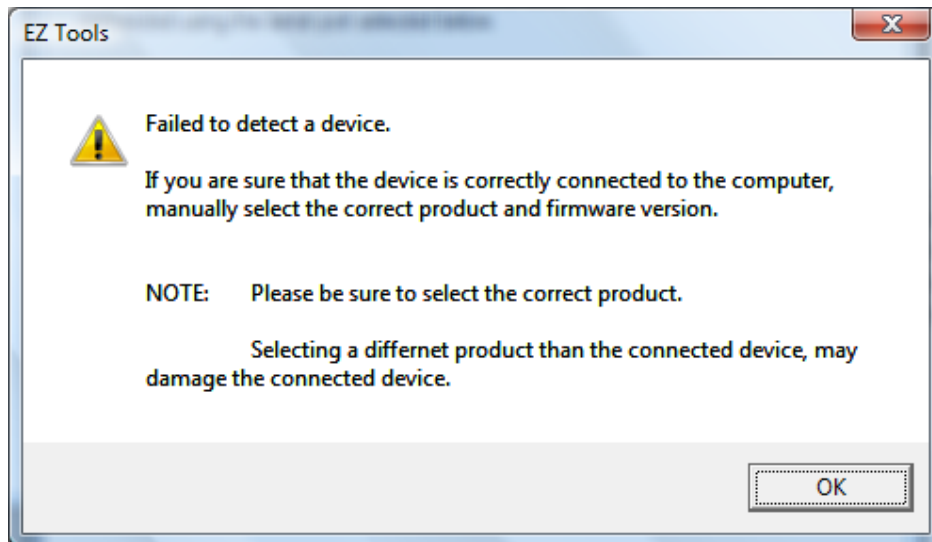 EZ Tools
Failed to detect a device.
If you are sure that the device is correctly connected to the computer,
manually select the correct product and firmware version.
NOTE: Please be sure to select the correct product.
Selecting a differnet product than the connected device, may
damage the connected device.
OK